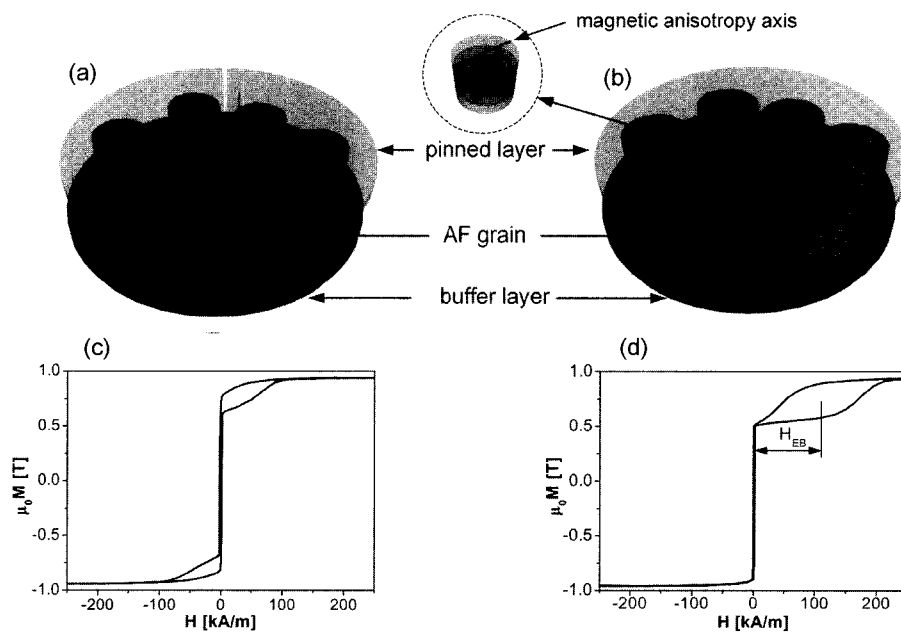 magnetic anisotropy axis
(a)
(b)
pinned layer
AF grain
buffer layer
(c)
(d)
1.0
0.5
0.0
-0.5
-1.0
μ₀M [T]
-200 -100 0 100 200
H [kA/m]
1.0
0.5
0.0
-0.5
-1.0
μ₀M [T]
H_EB
-200 -100 0 100 200
H [kA/m]